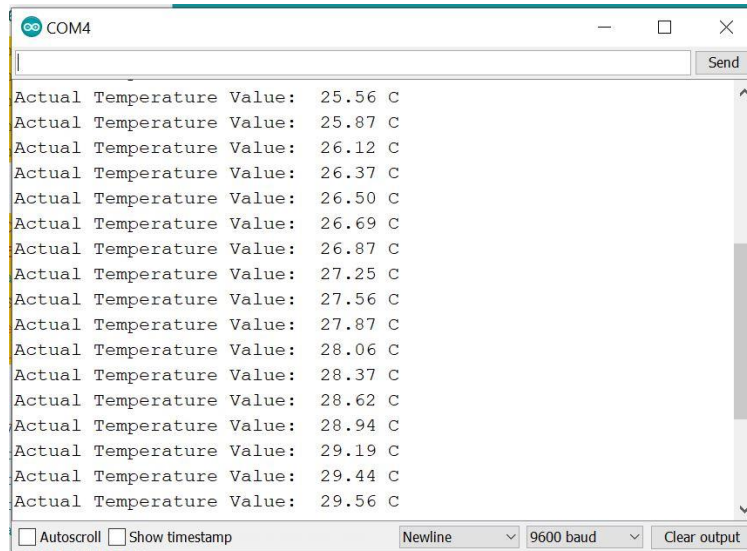 COM4
Send
Actual Temperature Value: 25.56 C
Actual Temperature Value: 25.87 C
Actual Temperature Value: 26.12 C
Actual Temperature Value: 26.37 C
Actual Temperature Value: 26.50 C
Actual Temperature Value: 26.69 C
Actual Temperature Value: 26.87 C
Actual Temperature Value: 27.25 C
Actual Temperature Value: 27.56 C
Actual Temperature Value: 27.87 C
Actual Temperature Value: 28.06 C
Actual Temperature Value: 28.37 C
Actual Temperature Value: 28.62 C
Actual Temperature Value: 28.94 C
Actual Temperature Value: 29.19 C
Actual Temperature Value: 29.44 C
Actual Temperature Value: 29.56 C
Autoscroll Show timestamp Newline 9600 baud Clear output